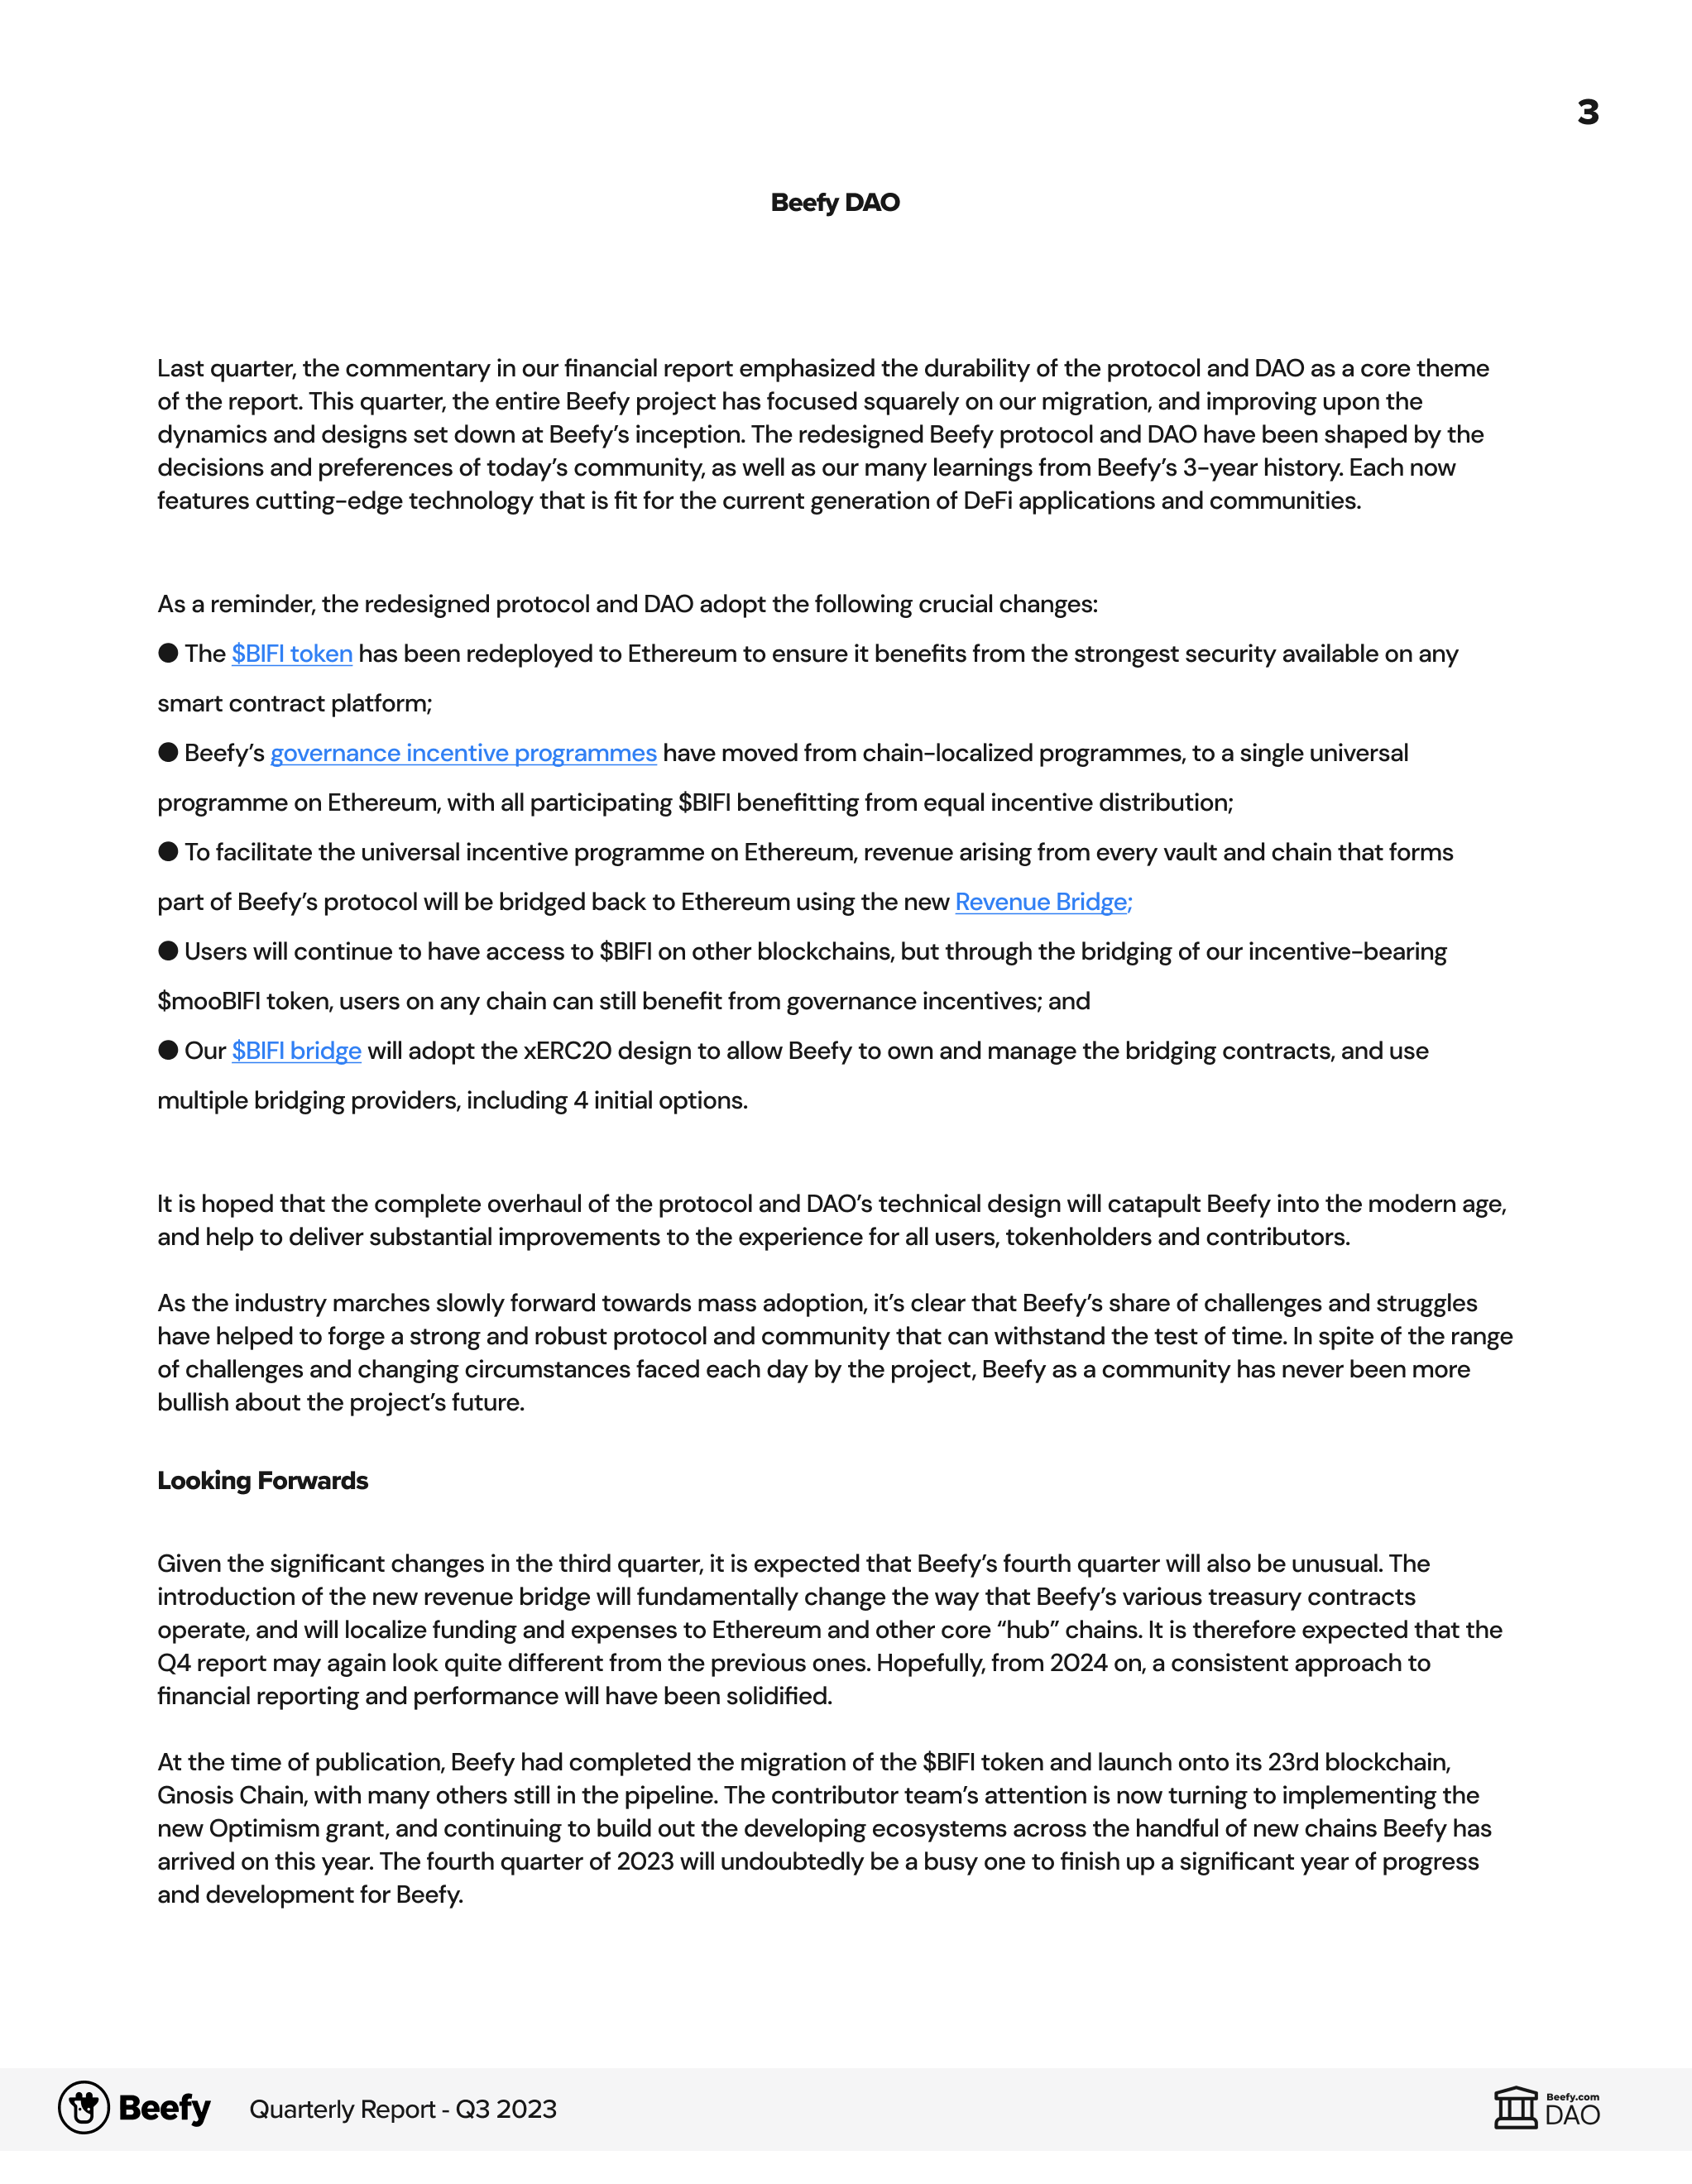 3
Beefy DAO
Last quarter, the commentary in our financial report emphasized the durability of the protocol and DAO as a core theme
of the report. This quarter, the entire Beefy project has focused squarely on our migration, and improving upon the
dynamics and designs set down at Beefy’s inception. The redesigned Beefy protocol and DAO have been shaped by the
decisions and preferences of today’s community, as well as our many learnings from Beefy’s 3-year history. Each now
features cutting-edge technology that is fit for the current generation of DeFi applications and communities.
As a reminder, the redesigned protocol and DAO adopt the following crucial changes:
● The $BIFI token has been redeployed to Ethereum to ensure it benefits from the strongest security available on any
smart contract platform;
● Beefy’s governance incentive programmes have moved from chain-localized programmes, to a single universal
programme on Ethereum, with all participating $BIFI benefitting from equal incentive distribution;
● To facilitate the universal incentive programme on Ethereum, revenue arising from every vault and chain that forms
part of Beefy’s protocol will be bridged back to Ethereum using the new Revenue Bridge;
● Users will continue to have access to $BIFI on other blockchains, but through the bridging of our incentive-bearing
$mooBIFI token, users on any chain can still benefit from governance incentives; and
● Our $BIFI bridge will adopt the xERC20 design to allow Beefy to own and manage the bridging contracts, and use
multiple bridging providers, including 4 initial options.
It is hoped that the complete overhaul of the protocol and DAO’s technical design will catapult Beefy into the modern age,
and help to deliver substantial improvements to the experience for all users, tokenholders and contributors.
As the industry marches slowly forward towards mass adoption, it’s clear that Beefy’s share of challenges and struggles
have helped to forge a strong and robust protocol and community that can withstand the test of time. In spite of the range
of challenges and changing circumstances faced each day by the project, Beefy as a community has never been more
bullish about the project’s future.
Looking Forwards
Given the significant changes in the third quarter, it is expected that Beefy’s fourth quarter will also be unusual. The
introduction of the new revenue bridge will fundamentally change the way that Beefy’s various treasury contracts
operate, and will localize funding and expenses to Ethereum and other core “hub” chains. It is therefore expected that the
Q4 report may again look quite different from the previous ones. Hopefully, from 2024 on, a consistent approach to
financial reporting and performance will have been solidified.
At the time of publication, Beefy had completed the migration of the $BIFI token and launch onto its 23rd blockchain,
Gnosis Chain, with many others still in the pipeline. The contributor team’s attention is now turning to implementing the
new Optimism grant, and continuing to build out the developing ecosystems across the handful of new chains Beefy has
arrived on this year. The fourth quarter of 2023 will undoubtedly be a busy one to finish up a significant year of progress
and development for Beefy.
Beefy Quarterly Report - Q3 2023
Beefy.com
DAO